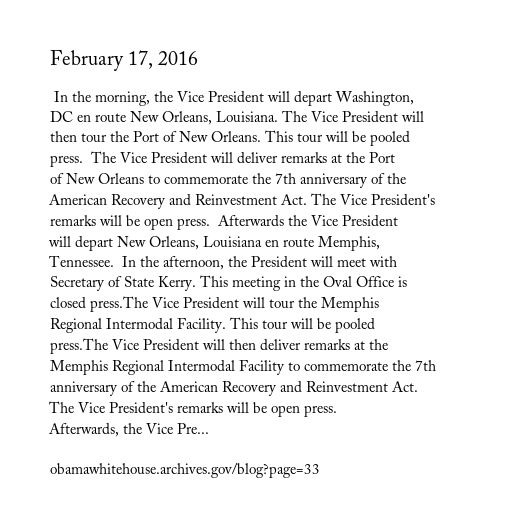 February 17, 2016
In the morning, the Vice President will depart Washington,
DC en route New Orleans, Louisiana. The Vice President will
then tour the Port of New Orleans. This tour will be pooled
press.  The Vice President will deliver remarks at the Port
of New Orleans to commemorate the 7th anniversary of the
American Recovery and Reinvestment Act. The Vice President's
remarks will be open press.  Afterwards the Vice President
will depart New Orleans, Louisiana en route Memphis,
Tennessee.  In the afternoon, the President will meet with
Secretary of State Kerry. This meeting in the Oval Office is
closed press.The Vice President will tour the Memphis
Regional Intermodal Facility. This tour will be pooled
press.The Vice President will then deliver remarks at the
Memphis Regional Intermodal Facility to commemorate the 7th
anniversary of the American Recovery and Reinvestment Act.
The Vice President's remarks will be open press.
Afterwards, the Vice Pre...
obamawhitehouse.archives.gov/blog?page=33